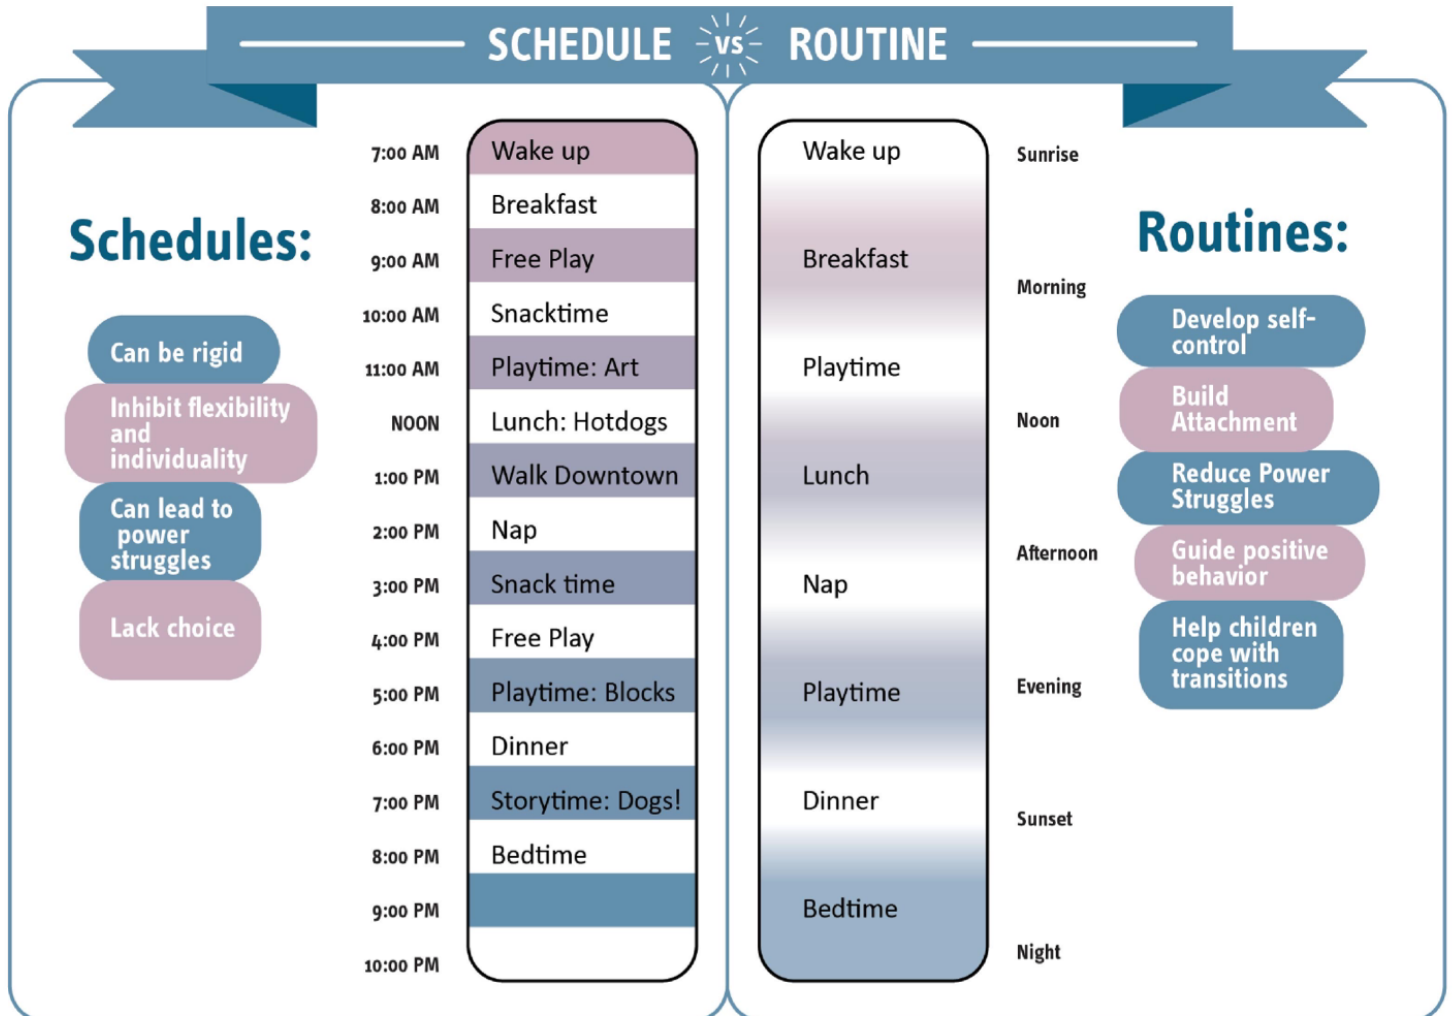 SCHEDULE vs ROUTINE
Schedules:
Can be rigid
Inhibit flexibility
and
individuality
Can lead to
power
struggles
Lack choice
7:00 AM Wake up
8:00 AM Breakfast
9:00 AM Free Play
10:00 AM Snacktime
11:00 AM Playtime: Art
NOON Lunch: Hotdogs
1:00 PM Walk Downtown
2:00 PM Nap
3:00 PM Snack time
4:00 PM Free Play
5:00 PM Playtime: Blocks
6:00 PM Dinner
7:00 PM Storytime: Dogs!
8:00 PM Bedtime
9:00 PM
10:00 PM
Wake up Sunrise
Breakfast
Morning
Playtime
Noon
Lunch
Afternoon
Nap
Evening
Playtime
Dinner
Sunset
Bedtime
Night
Routines:
Develop self-
control
Build
Attachment
Reduce Power
Struggles
Guide positive
behavior
Help children
cope with
transitions